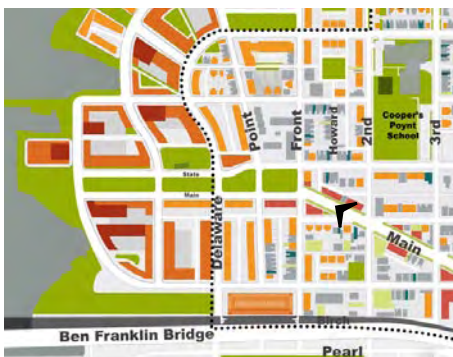 Cooper's
Poynt
School
Point
Front
Howard
2nd
3rd
State
Main
Delaware
Main
Birch
Ben Franklin Bridge
Pearl